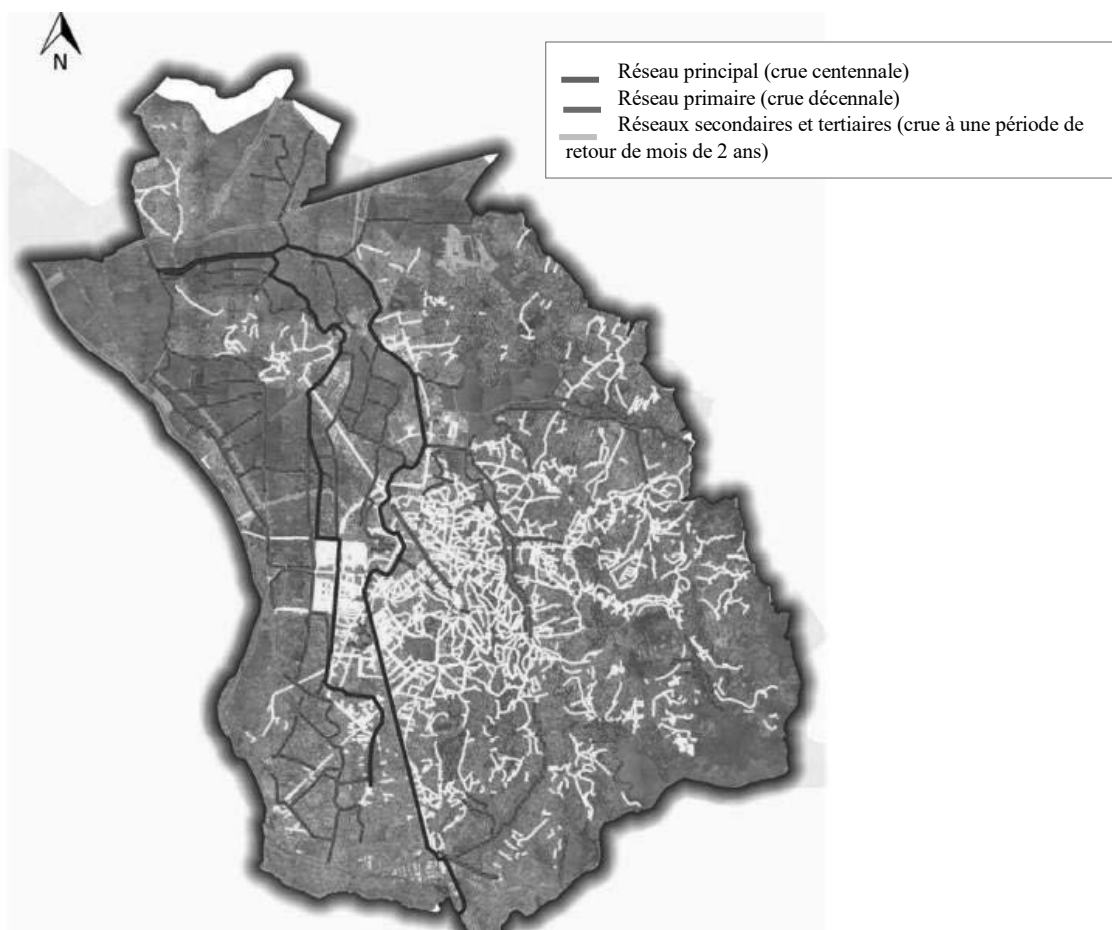 N
Réseau principal (crue centennale)
Réseau primaire (crue décennale)
Réseaux secondaires et tertiaires (crue à une période de
retour de mois de 2 ans)